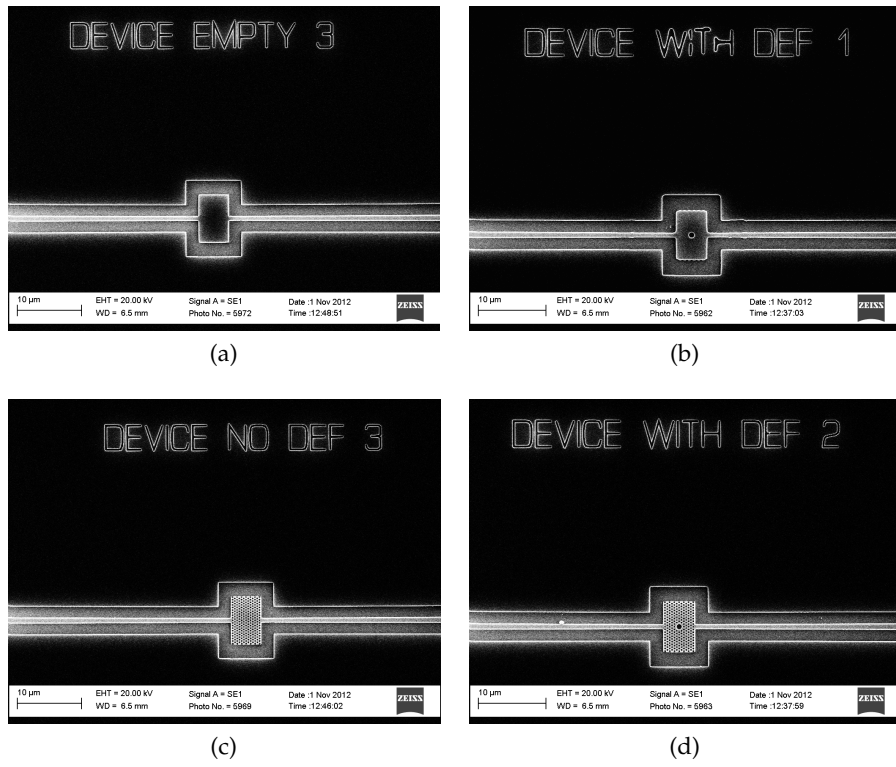 DEVICE EMPTY 3
10 µm
EHT = 20.00 kV
WD = 6.5 mm
Signal A = SE1
Photo No. = 5972
Date :1 Nov 2012
Time :12:48:51
ZEISS
(a)
DEVICE WITH DEF 1
10 µm
EHT = 20.00 kV
WD = 6.5 mm
Signal A = SE1
Photo No. = 5962
Date :1 Nov 2012
Time :12:37:03
ZEISS
(b)
DEVICE NO DEF 3
10 µm
EHT = 20.00 kV
WD = 6.5 mm
Signal A = SE1
Photo No. = 5969
Date :1 Nov 2012
Time :12:46:02
ZEISS
(c)
DEVICE WITH DEF 2
10 µm
EHT = 20.00 kV
WD = 6.5 mm
Signal A = SE1
Photo No. = 5963
Date :1 Nov 2012
Time :12:37:59
ZEISS
(d)